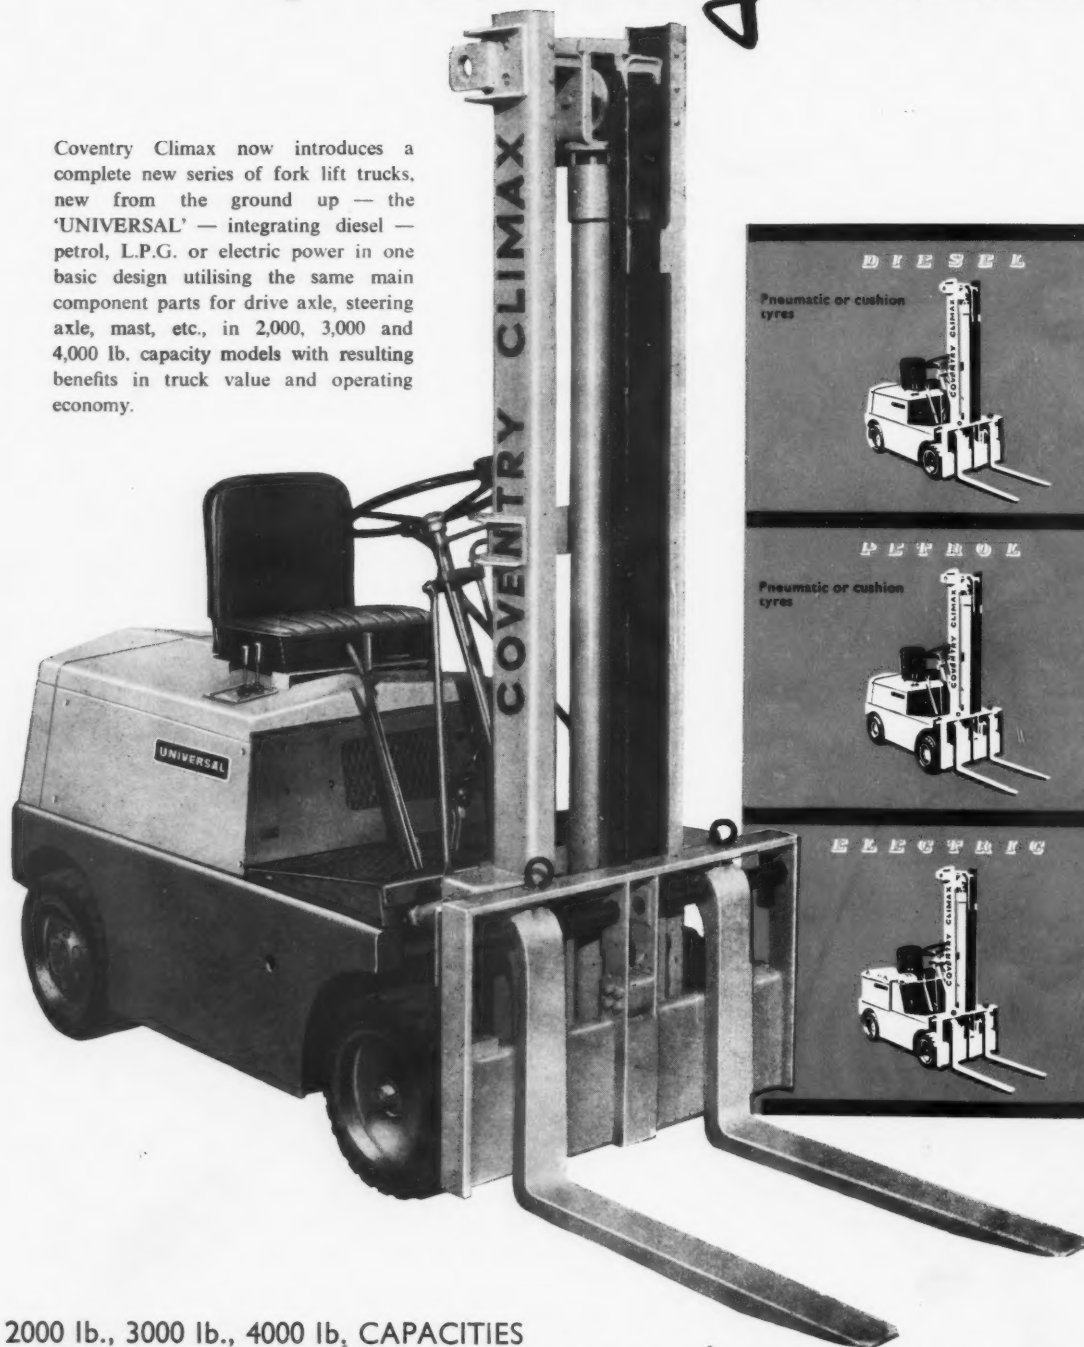 Coventry Climax now introduces a
complete new series of fork lift trucks,
new from the ground up — the
'UNIVERSAL' — integrating diesel —
petrol, L.P.G. or electric power in one
basic design utilising the same main
component parts for drive axle, steering
axle, mast, etc., in 2,000, 3,000 and
4,000 lb. capacity models with resulting
benefits in truck value and operating
economy.
COVENTRY CLIMAX
UNIVERSAL
DIESEL
Pneumatic or cushion
tyres
COVENTRY CLIMAX
PETROL
Pneumatic or cushion
tyres
COVENTRY CLIMAX
ELECTRIC
COVENTRY CLIMAX
2000 lb., 3000 lb., 4000 lb. CAPACITIES